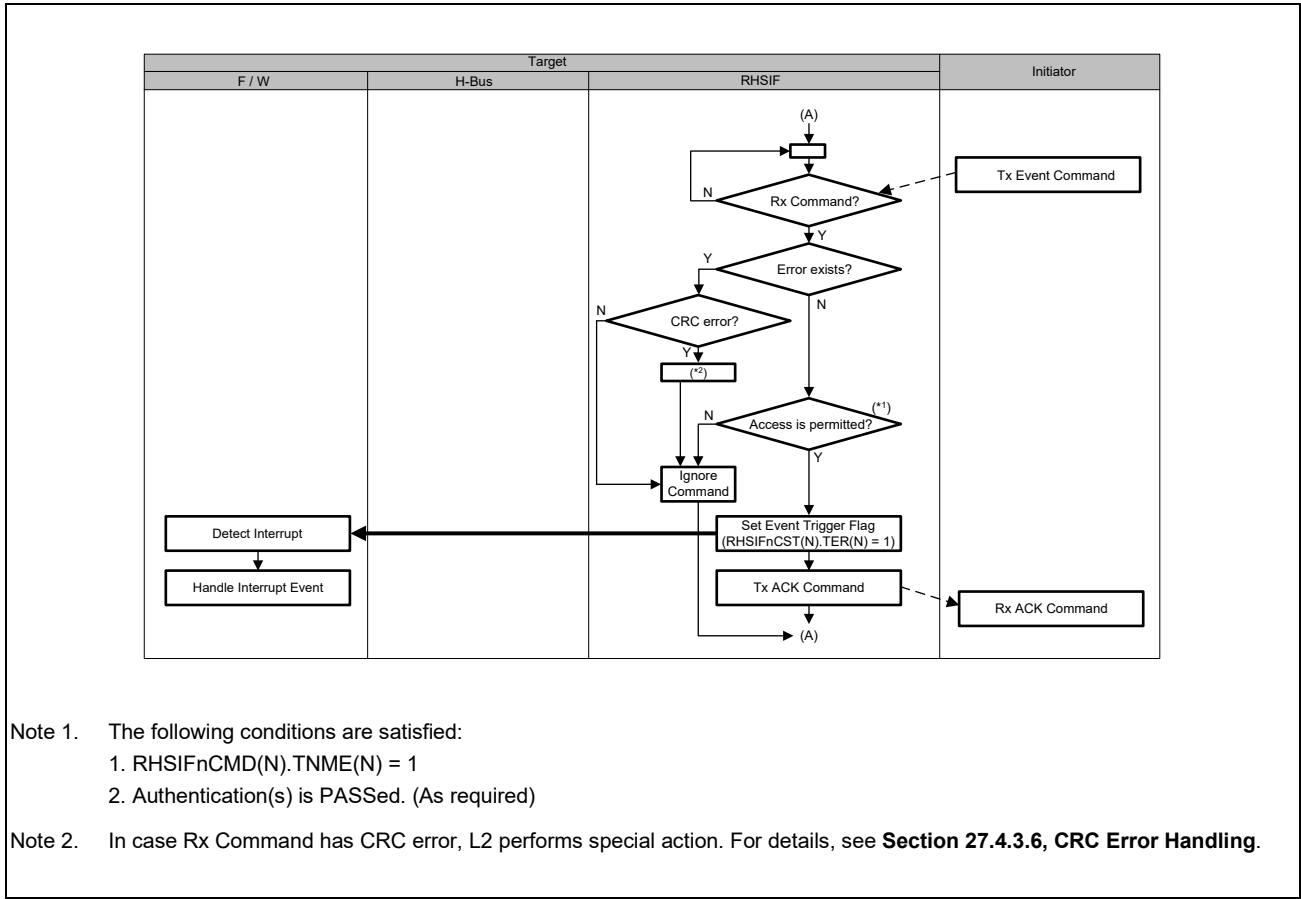 Target
Initiator
F / W
H-Bus
RHSIF
(A)
Tx Event Command
N
Rx Command?
Y
Y
Error exists?
N
N
CRC error?
Y
(*2)
(*1)
N
Access is permitted?
Y
Ignore
Command
Detect Interrupt
Set Event Trigger Flag
(RHSIFnCST(N).TER(N) = 1)
Handle Interrupt Event
Tx ACK Command
Rx ACK Command
(A)
Note 1. The following conditions are satisfied:
1. RHSIFnCMD(N).TNME(N) = 1
2. Authentication(s) is PASSed. (As required)
Note 2. In case Rx Command has CRC error, L2 performs special action. For details, see Section 27.4.3.6, CRC Error Handling.